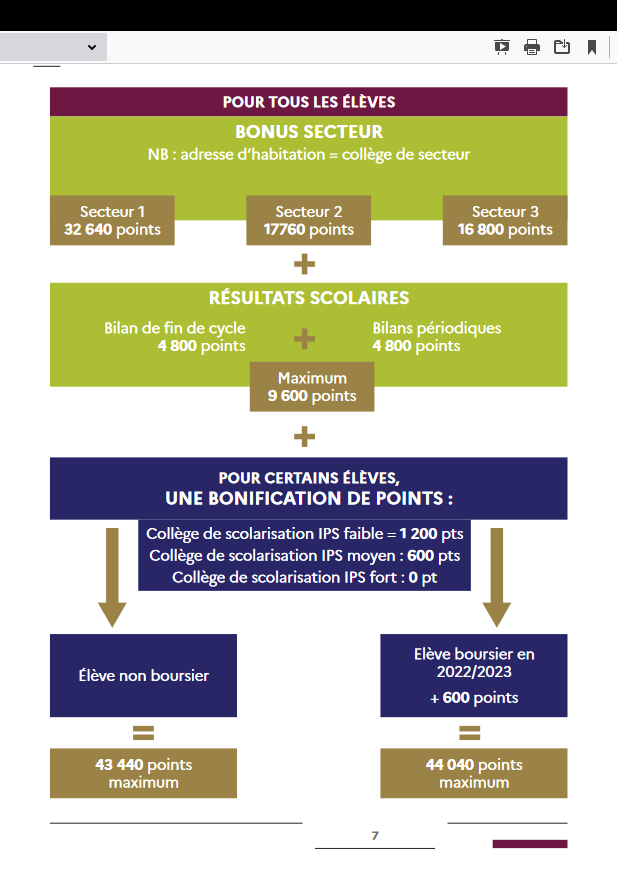 POUR TOUS LES ÉLÈVES
BONUS SECTEUR
NB : adresse d'habitation = collège de secteur
Secteur 1
32 640 points
Secteur 2
17760 points
Secteur 3
16 800 points
+
RÉSULTATS SCOLAIRES
Bilan de fin de cycle
4 800 points
+
Bilans périodiques
4 800 points
Maximum
9 600 points
+
POUR CERTAINS ÉLÈVES,
UNE BONIFICATION DE POINTS :
Collège de scolarisation IPS faible = 1 200 pts
Collège de scolarisation IPS moyen : 600 pts
Collège de scolarisation IPS fort : 0 pt
Élève non boursier
=
43 440 points
maximum
Elève boursier en
2022/2023
+ 600 points
=
44 040 points
maximum
7